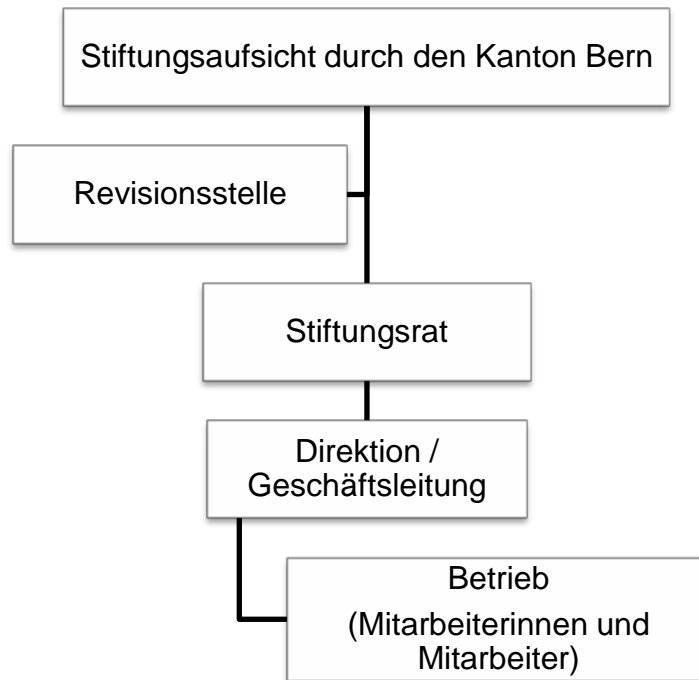 Stiftungsaufsicht durch den Kanton Bern
Revisionsstelle
Stiftungsrat
Direktion /
Geschäftsleitung
Betrieb
(Mitarbeiterinnen und
Mitarbeiter)